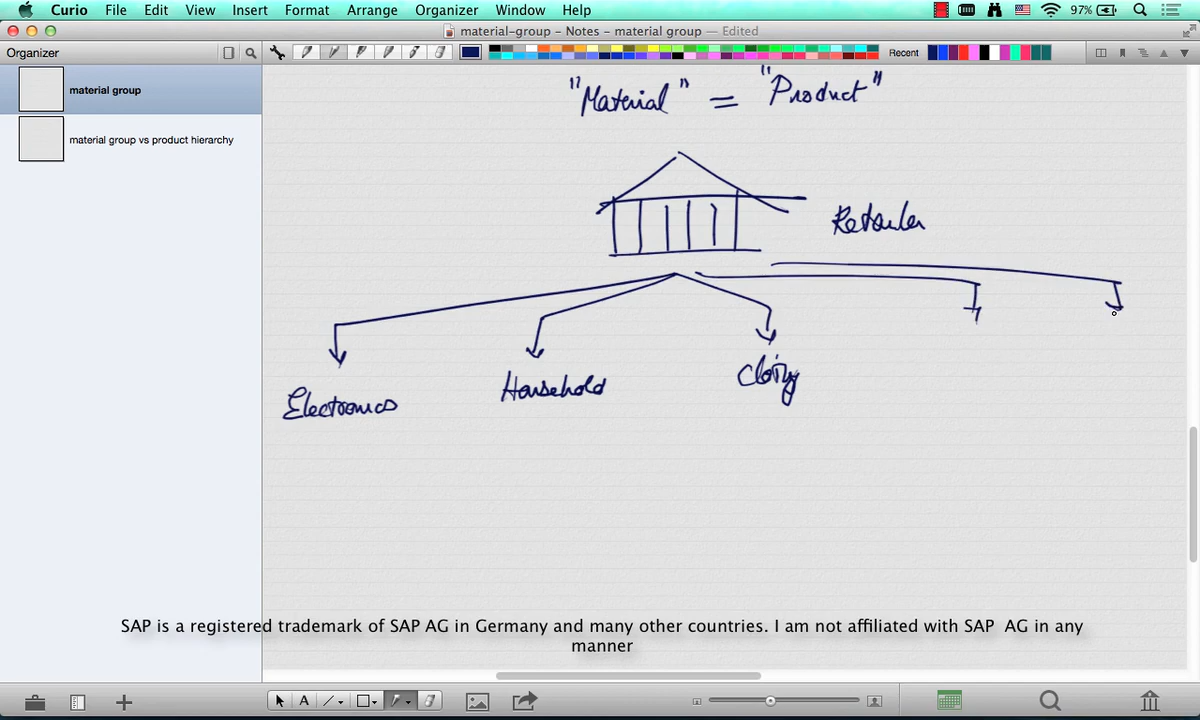 Curio File Edit View Insert Format Arrange Organizer Window Help 97%
material-group – Notes – material group — Edited
Organizer Recent
material group
material group vs product hierarchy
"Material" = "Product"
Electronics Household
A
SAP is a registered trademark of SAP AG in Germany and many other countries. I am not affiliated with SAP AG in any
manner